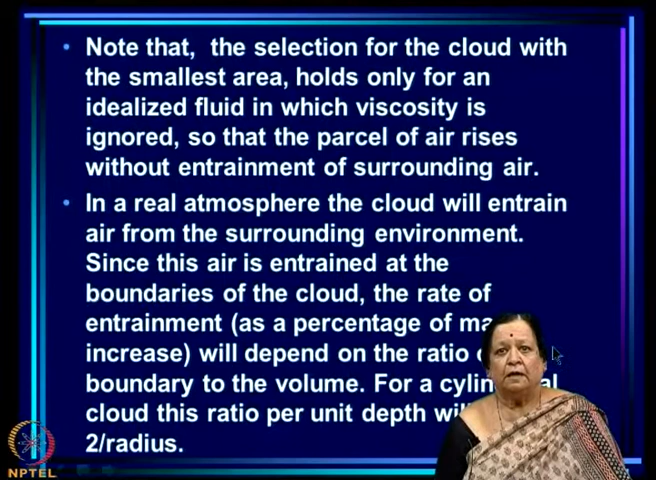 Note that, the selection for the cloud with
the smallest area, holds only for an
idealized fluid in which viscosity is
ignored, so that the parcel of air rises
without entrainment of surrounding air.
In a real atmosphere the cloud will entrain
air from the surrounding environment.
Since this air is entrained at the
boundaries of the cloud, the rate of
entrainment (as a percentage of
increase) will depend on the ratio
boundary to the volume. For a
cloud this ratio per unit depth
2/radius.
NPTEL